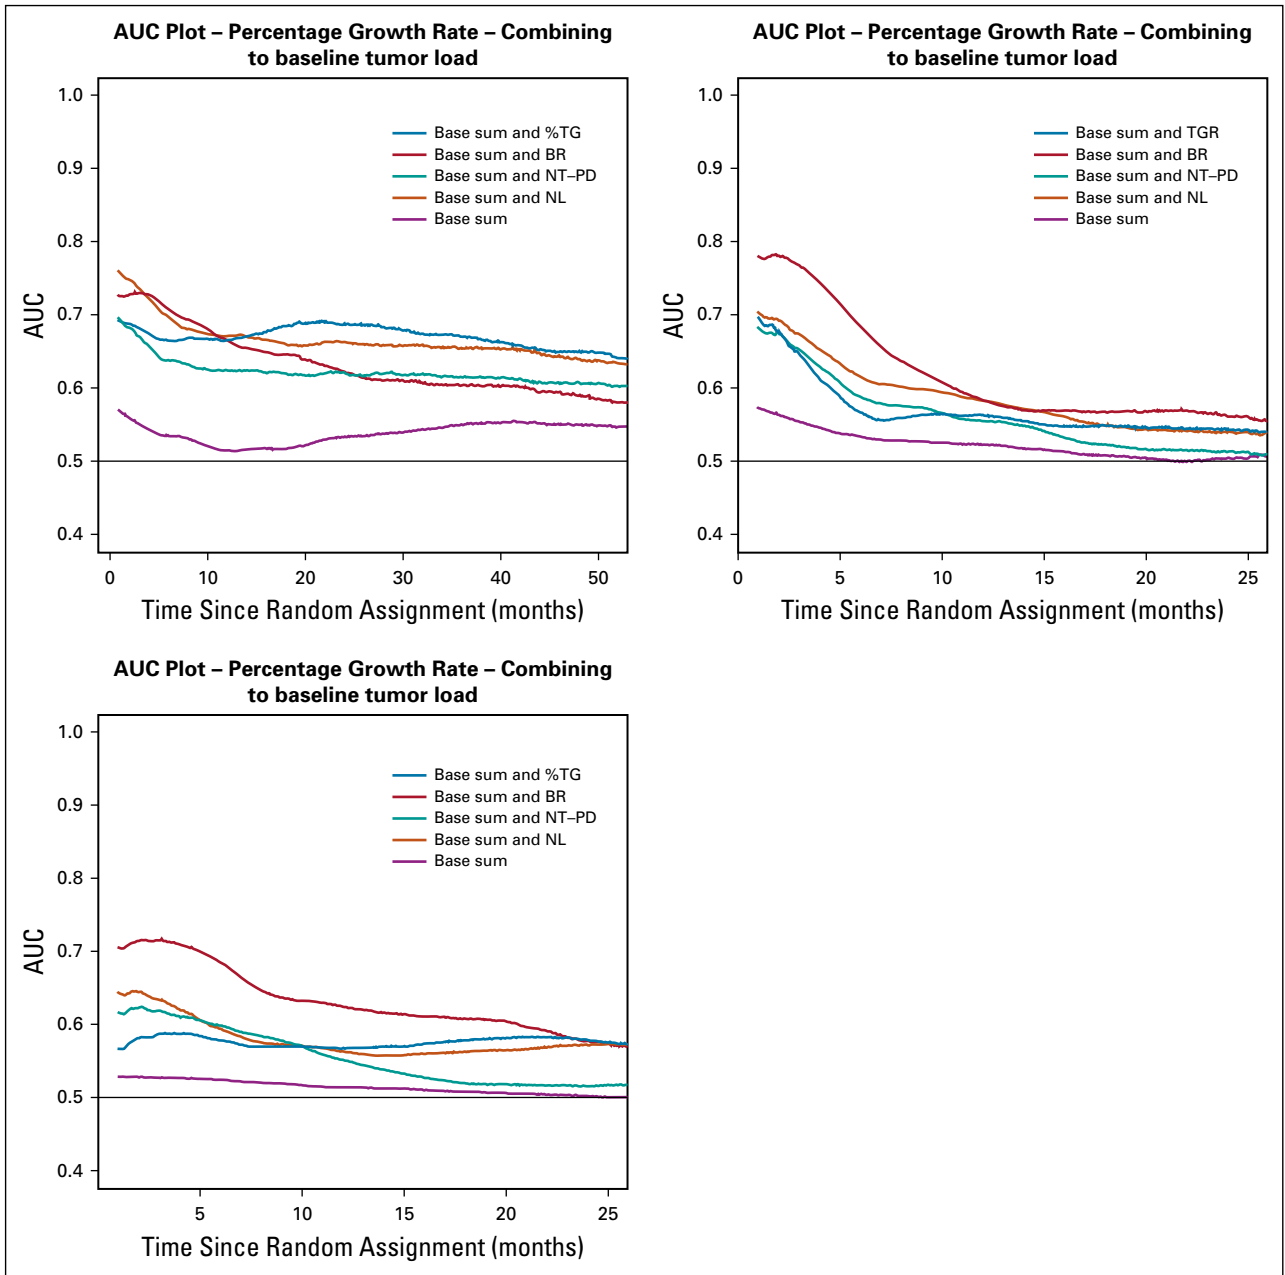 AUC Plot – Percentage Growth Rate – Combining
to baseline tumor load
1.0
0.9
0.8
0.7
0.6
0.5
0.4
AUC
Base sum and %TG
Base sum and BR
Base sum and NT–PD
Base sum and NL
Base sum
0 10 20 30 40 50
Time Since Random Assignment (months)
AUC Plot – Percentage Growth Rate – Combining
to baseline tumor load
1.0
0.9
0.8
0.7
0.6
0.5
0.4
AUC
Base sum and TGR
Base sum and BR
Base sum and NT–PD
Base sum and NL
Base sum
0 5 10 15 20 25
Time Since Random Assignment (months)
AUC Plot – Percentage Growth Rate – Combining
to baseline tumor load
1.0
0.9
0.8
0.7
0.6
0.5
0.4
AUC
Base sum and %TG
Base sum and BR
Base sum and NT–PD
Base sum and NL
Base sum
5 10 15 20 25
Time Since Random Assignment (months)